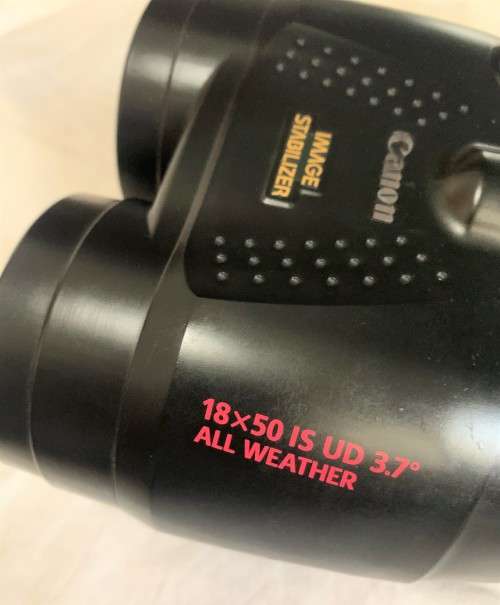 IMAGE
STABILIZER
Canon
18×50 IS UD 3.7°
ALL WEATHER